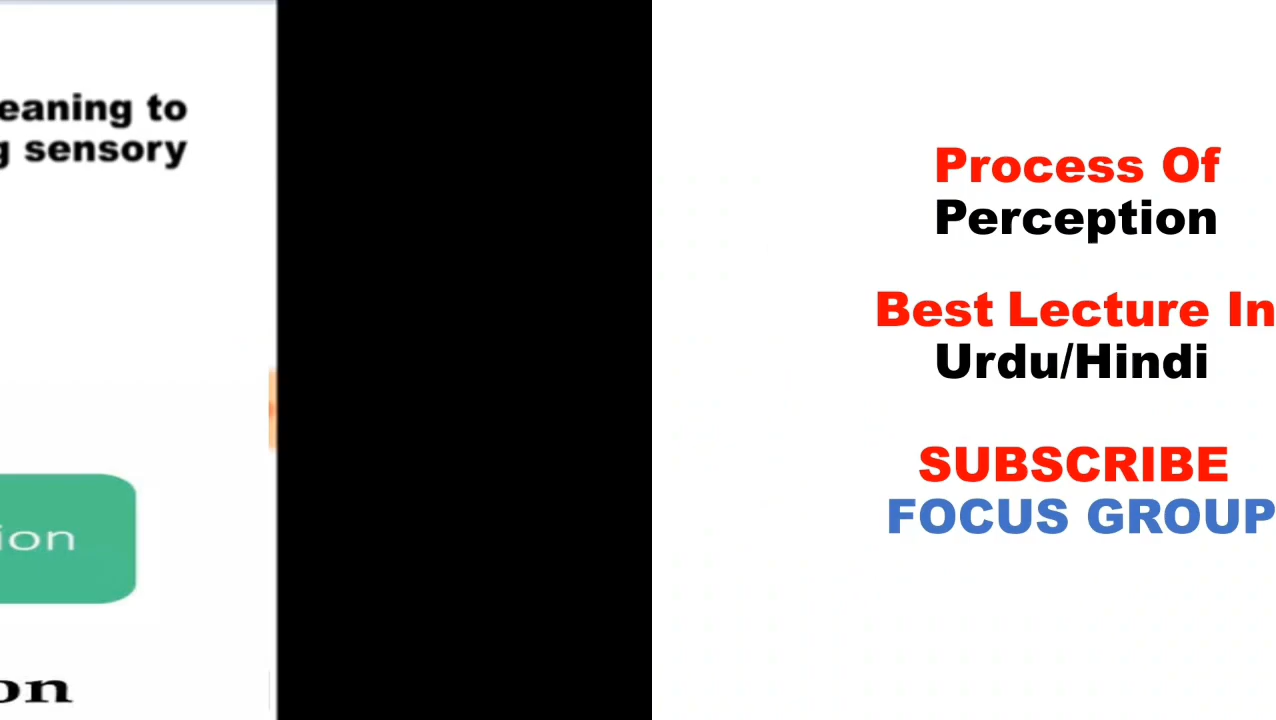 eaning to
g sensory
ion
on
Process Of
Perception
Best Lecture In
Urdu/Hindi
SUBSCRIBE
FOCUS GROUP